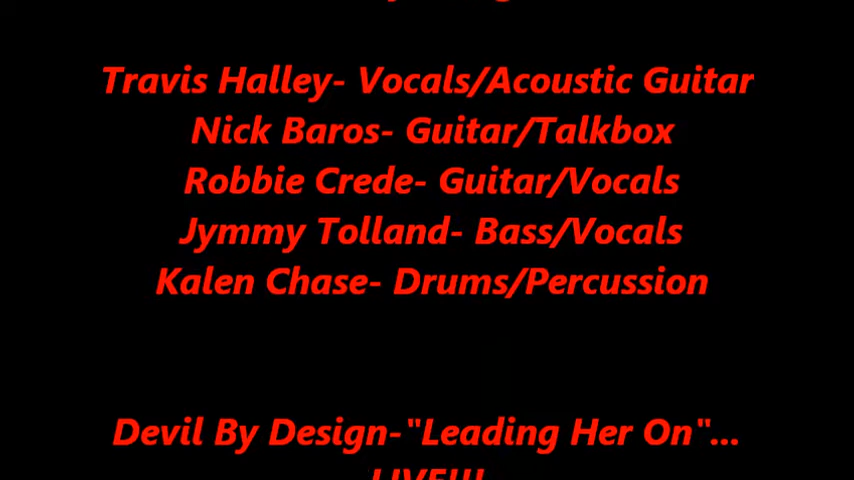 Travis Halley- Vocals/Acoustic Guitar
Nick Baros- Guitar/Talkbox
Robbie Crede- Guitar/Vocals
Jymmy Tolland- Bass/Vocals
Kalen Chase- Drums/Percussion
Devil By Design-"Leading Her On"...
LIVE!!!